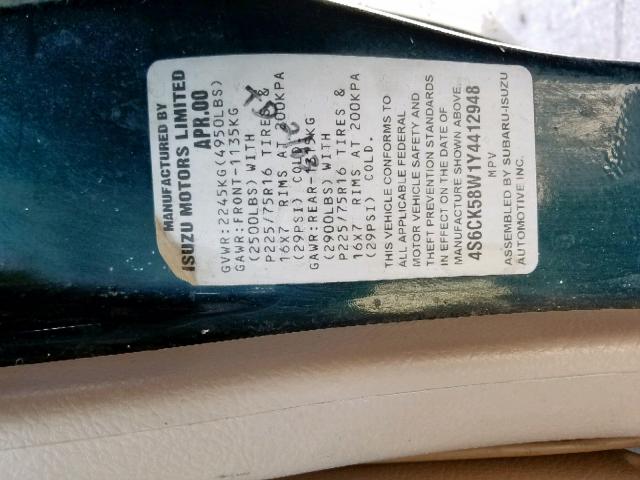 MANUFACTURED BY
ISUZU MOTORS LIMITED
APR.00
GVWR:2245KG(4950LBS)
GAWR:FRONT-1135KG
(2500LBS) WITH
P225/75R16 TIRES &
16X7 RIMS AT 200KPA
(29PSI) COLD.
GAWR:REAR-1315KG
(2900LBS) WITH
P225/75R16 TIRES &
16X7 RIMS AT 200KPA
(29PSI) COLD.
THIS VEHICLE CONFORMS TO
ALL APPLICABLE FEDERAL
MOTOR VEHICLE SAFETY AND
THEFT PREVENTION STANDARDS
IN EFFECT ON THE DATE OF
MANUFACTURE SHOWN ABOVE.
4S6CK58W1Y4412948
MPV
ASSEMBLED BY SUBARU-ISUZU
AUTOMOTIVE INC.